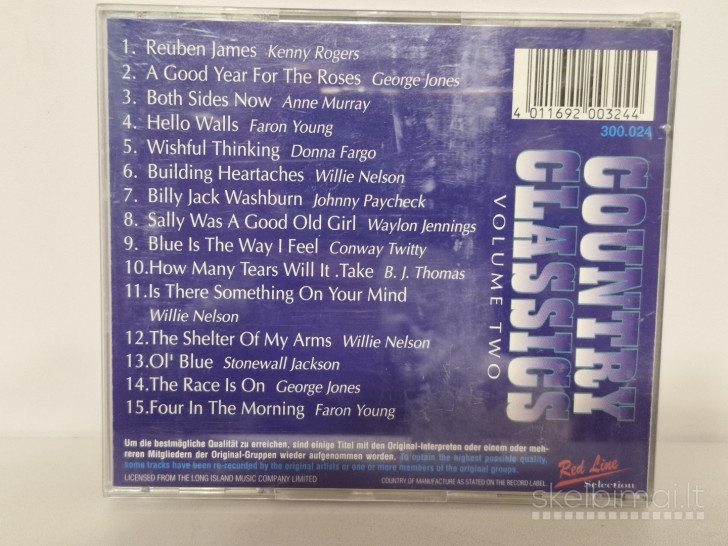 1. Reuben James Kenny Rogers
2. A Good Year For The Roses George Jones
3. Both Sides Now Anne Murray
4. Hello Walls Faron Young
5. Wishful Thinking Donna Fargo
6. Building Heartaches Willie Nelson
7. Billy Jack Washburn Johnny Paycheck
8. Sally Was A Good Old Girl Waylon Jennings
9. Blue Is The Way I Feel Conway Twitty
10.How Many Tears Will It .Take B. J. Thomas
11.Is There Something On Your Mind
Willie Nelson
12.The Shelter Of My Arms Willie Nelson
13.Ol' Blue Stonewall Jackson
14.The Race Is On George Jones
15.Four In The Morning Faron Young
4 011692 003244
300.024
COUNTRY
CLASSICS
VOLUME TWO
Um die bestmögliche Qualität zu erreichen, sind einige Titel mit den Original-Interpreten oder einem oder meh-
reren Mitgliedern der Original-Gruppen wieder aufgenommen worden. To optain the highest possible quality,
some tracks have been re-recorded by the original artists or one or more members of the original groups.
LICENSED FROM THE LONG ISLAND MUSIC COMPANY LIMITED
COUNTRY OF MANUFACTURE AS STATED ON THE RECORD LABEL
Red Line
Selection
skelbimai.lt